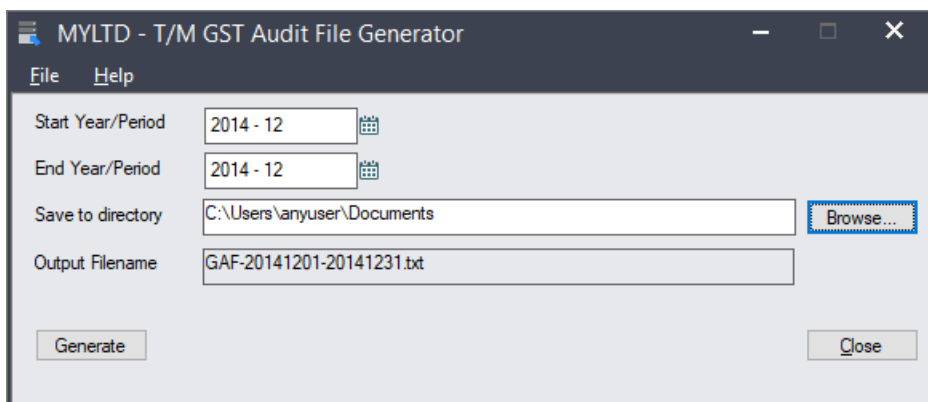 MYLTD - T/M GST Audit File Generator
File Help
Start Year/Period 2014 - 12
End Year/Period 2014 - 12
Save to directory C:\Users\anyuser\Documents Browse...
Output Filename GAF-20141201-20141231.txt
Generate Close